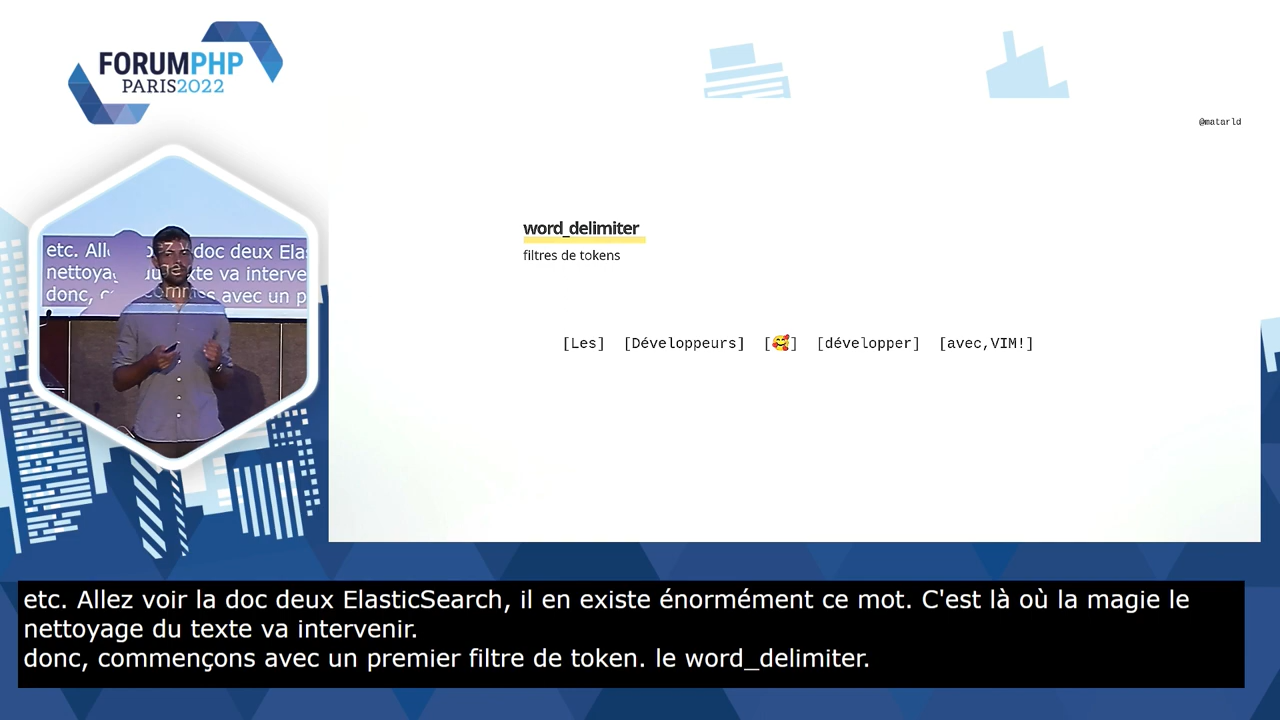 FORUMPHP
PARIS2022
@matarld
word_delimiter
filtres de tokens
[Les] [Développeurs] [🥰] [développer] [avec,VIM!]
etc. Allez voir la doc deux ElasticSearch, il en existe énormément ce mot. C'est là où la magie le
nettoyage du texte va intervenir.
donc, commençons avec un premier filtre de token. le word_delimiter.